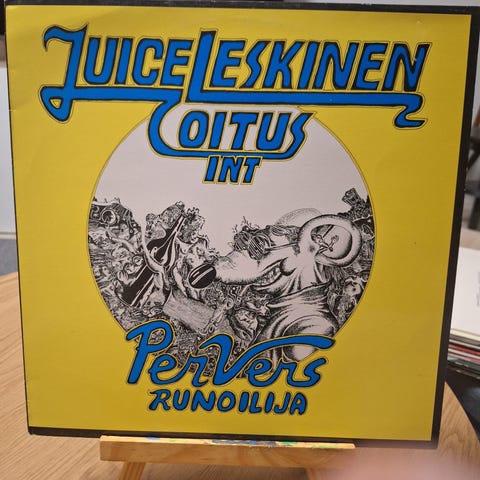 JUICE LESKINEN
COITUS
INT
PerVers
RUNOILIJA